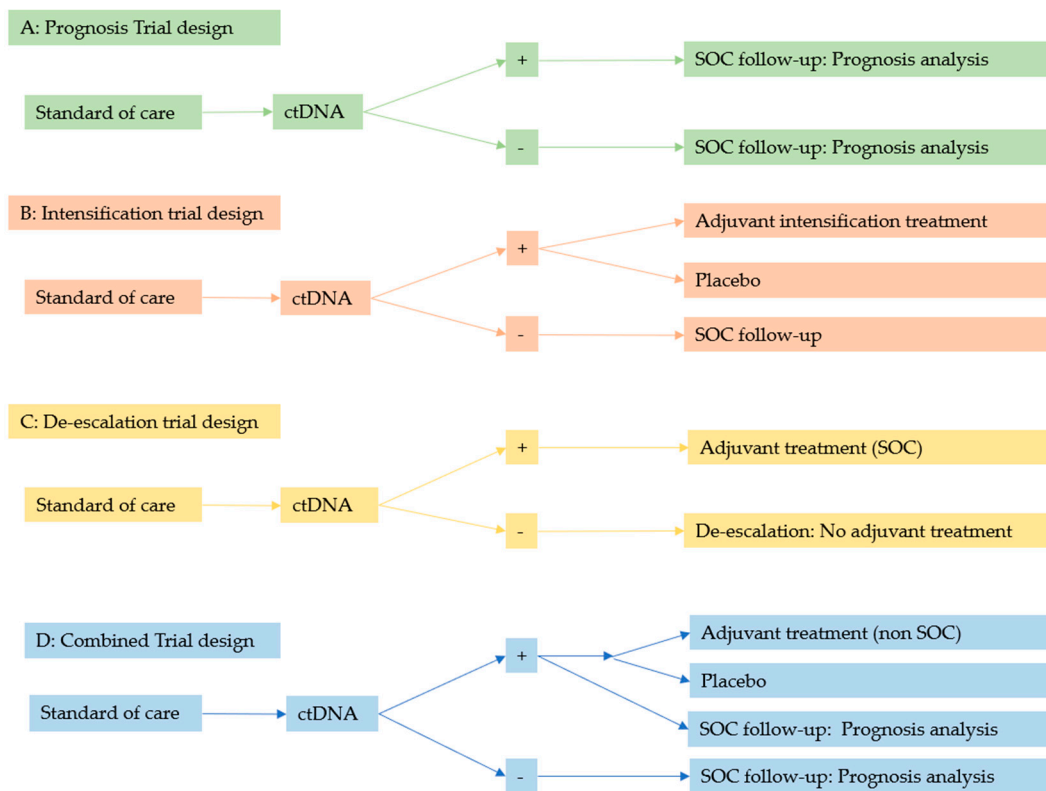 A: Prognosis Trial design
+
SOC follow-up: Prognosis analysis
Standard of care
ctDNA
-
SOC follow-up: Prognosis analysis
B: Intensification trial design
Adjuvant intensification treatment
+
Placebo
Standard of care
ctDNA
-
SOC follow-up
C: De-escalation trial design
+
Adjuvant treatment (SOC)
Standard of care
ctDNA
-
De-escalation: No adjuvant treatment
D: Combined Trial design
Adjuvant treatment (non SOC)
+
Placebo
Standard of care
ctDNA
SOC follow-up: Prognosis analysis
-
SOC follow-up: Prognosis analysis